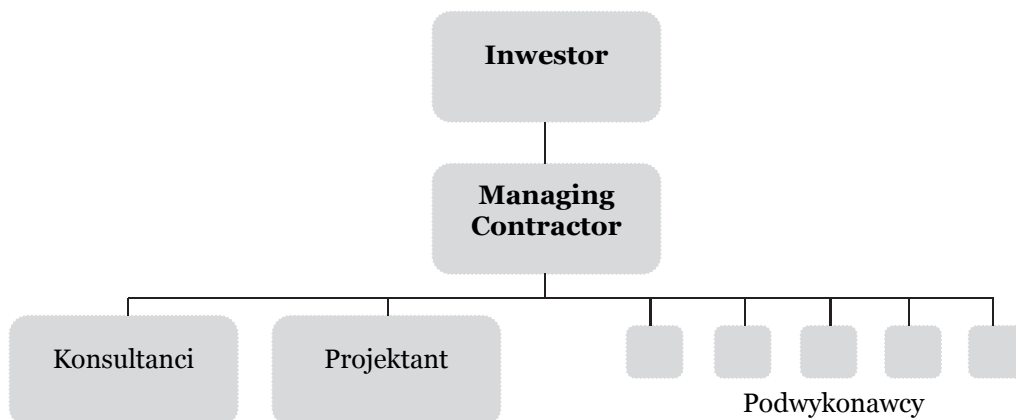 Inwestor
Managing
Contractor
Konsultanci
Projektant
Podwykonawcy